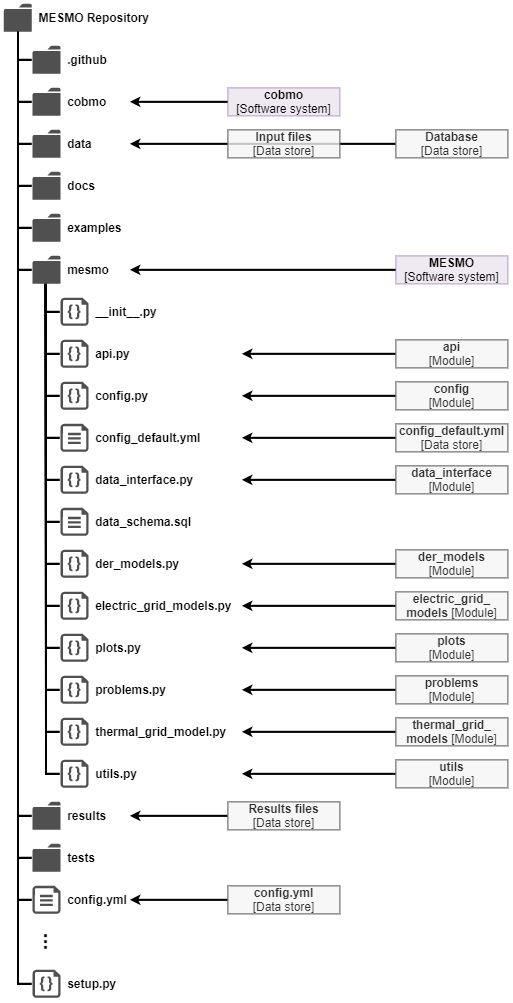 MESMO Repository
.github
cobmo
cobmo
[Software system]
data
Input files
[Data store]
Database
[Data store]
docs
examples
mesmo
MESMO
[Software system]
__init__.py
api.py
api
[Module]
config.py
config
[Module]
config_default.yml
config_default.yml
[Data store]
data_interface.py
data_interface
[Module]
data_schema.sql
der_models.py
der_models
[Module]
electric_grid_models.py
electric_grid_
models [Module]
plots.py
plots
[Module]
problems.py
problems
[Module]
thermal_grid_model.py
thermal_grid_
models [Module]
utils.py
utils
[Module]
results
Results files
[Data store]
tests
config.yml
config.yml
[Data store]
setup.py